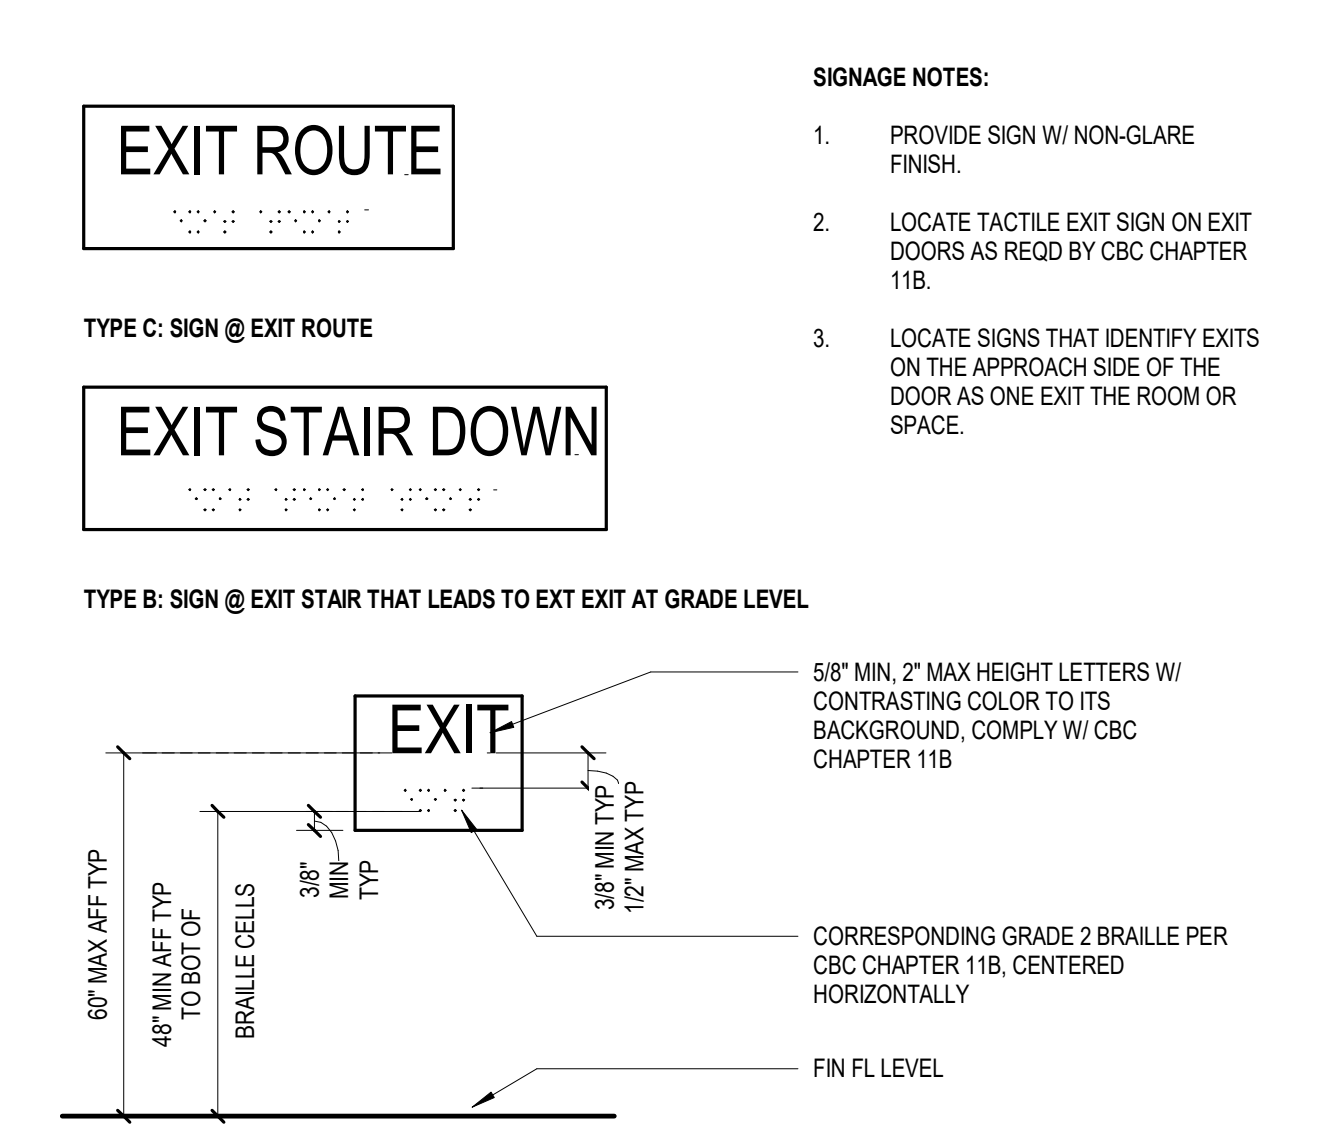 EXIT ROUTE
TYPE C: SIGN @ EXIT ROUTE
EXIT STAIR DOWN
TYPE B: SIGN @ EXIT STAIR THAT LEADS TO EXT EXIT AT GRADE LEVEL
SIGNAGE NOTES:
1. PROVIDE SIGN W/ NON-GLARE
FINISH.
2. LOCATE TACTILE EXIT SIGN ON EXIT
DOORS AS REQD BY CBC CHAPTER
11B.
3. LOCATE SIGNS THAT IDENTIFY EXITS
ON THE APPROACH SIDE OF THE
DOOR AS ONE EXIT THE ROOM OR
SPACE.
EXIT
60" MAX AFF TYP
48" MIN AFF TYP
TO BOT OF
BRAILLE CELLS
3/8"
MIN
TYP
3/8" MIN TYP
1/2" MAX TYP
5/8" MIN, 2" MAX HEIGHT LETTERS W/
CONTRASTING COLOR TO ITS
BACKGROUND, COMPLY W/ CBC
CHAPTER 11B
CORRESPONDING GRADE 2 BRAILLE PER
CBC CHAPTER 11B, CENTERED
HORIZONTALLY
FIN FL LEVEL